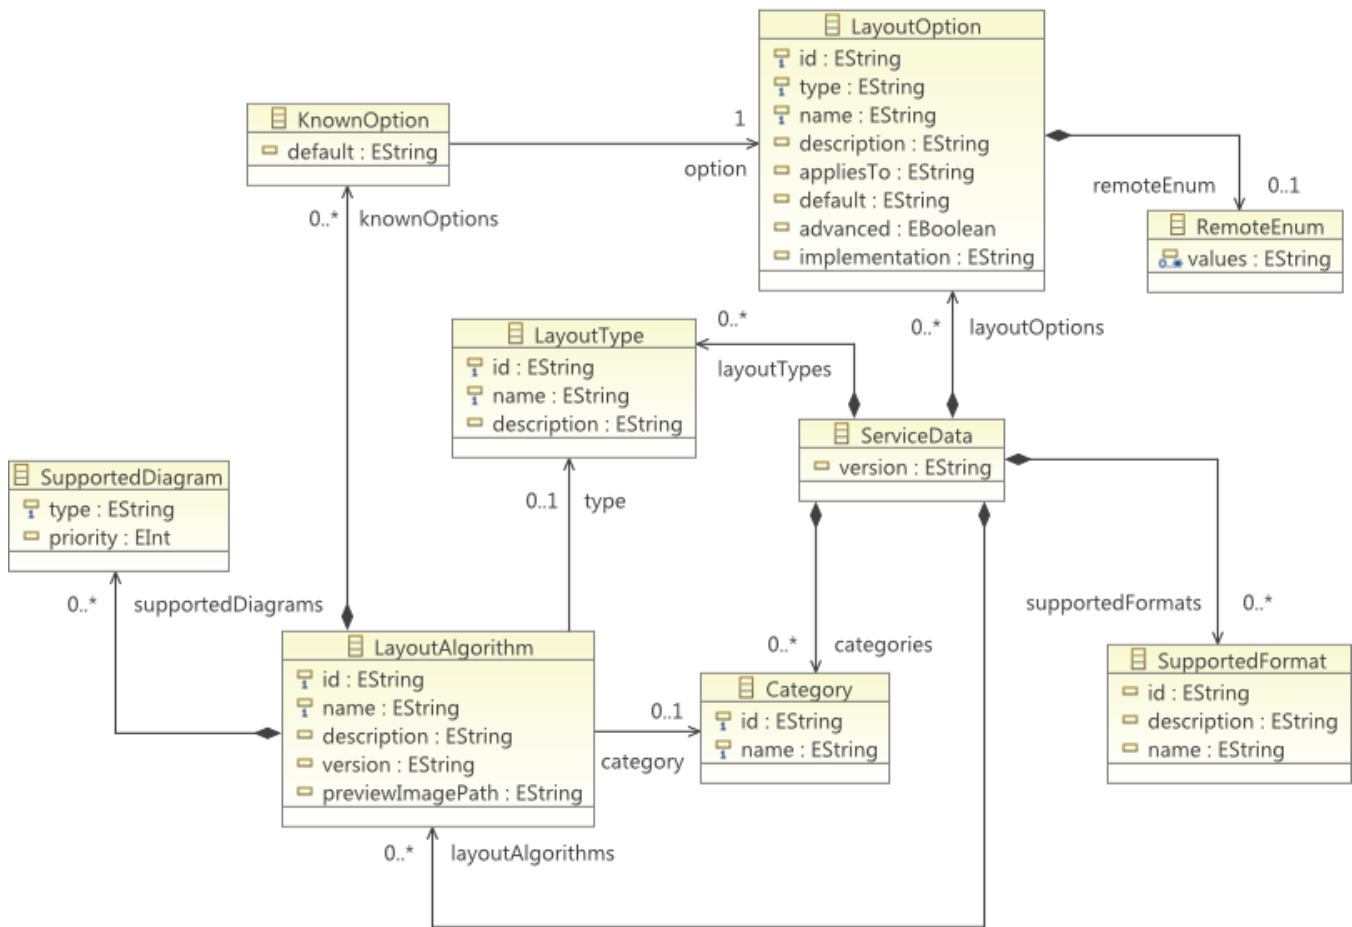 LayoutOption
id : EString
type : EString
name : EString
description : EString
appliesTo : EString
default : EString
advanced : EBoolean
implementation : EString
KnownOption
default : EString
1
option
remoteEnum
0..1
RemoteEnum
0..* values : EString
0..*
knownOptions
LayoutType
id : EString
name : EString
description : EString
0..*
layoutTypes
0..*
layoutOptions
ServiceData
version : EString
SupportedDiagram
type : EString
priority : EInt
0..1
type
0..*
supportedDiagrams
supportedFormats
0..*
LayoutAlgorithm
id : EString
name : EString
description : EString
version : EString
previewImagePath : EString
0..*
categories
0..1
category
Category
id : EString
name : EString
SupportedFormat
id : EString
description : EString
name : EString
0..*
layoutAlgorithms